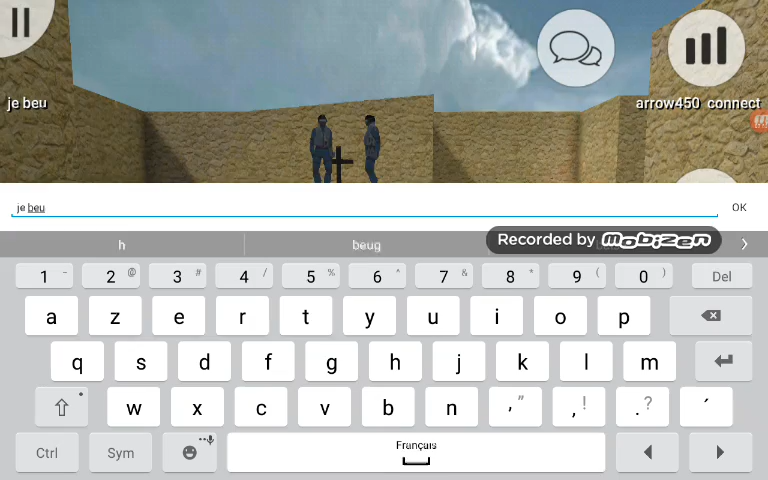 je beu
arrow450 connect
je beu
OK
h beug
Recorded by mobizen
1 - 2 @ 3 # 4 / 5 % 6 ^ 7 & 8 * 9 ( 0 ) Del
a z e r t y u i o p
q s d f g h j k l m
w x c v b n ' " , ! . ? ´
Ctrl Sym Français